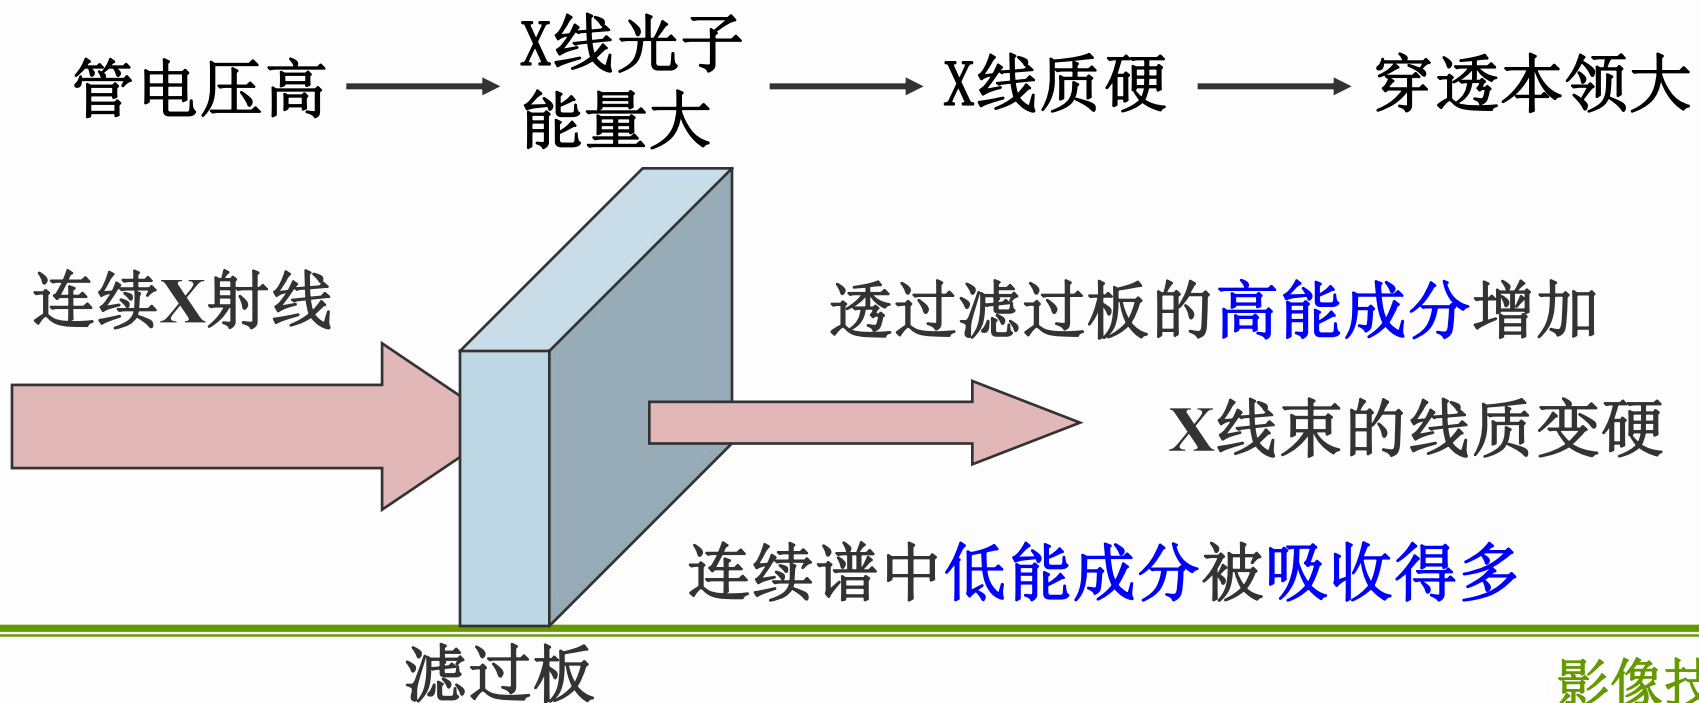 管电压高
X线光子
能量大
X线质硬
穿透本领大
连续X射线
透过滤过板的高能成分增加
X线束的线质变硬
连续谱中低能成分被吸收得多
滤过板
影像技